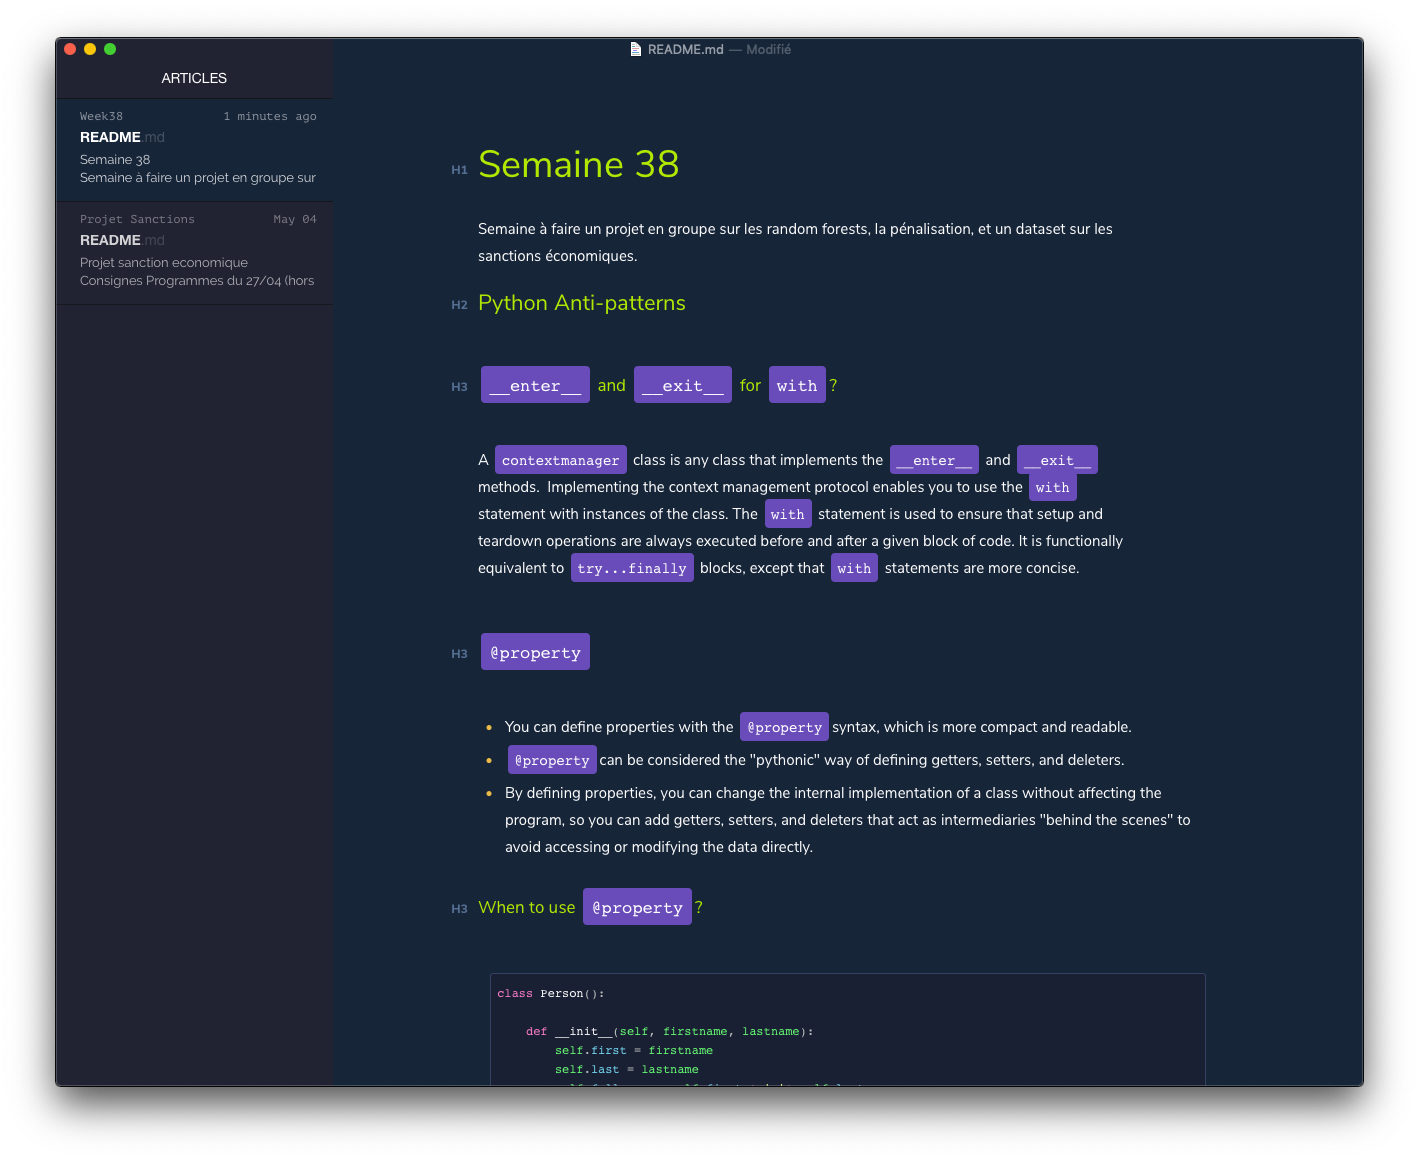 README.md — Modifié
ARTICLES
Week38 1 minutes ago
README.md
Semaine 38
Semaine à faire un projet en groupe sur
Projet Sanctions May 04
README.md
Projet sanction economique
Consignes Programmes du 27/04 (hors
H1 Semaine 38
Semaine à faire un projet en groupe sur les random forests, la pénalisation, et un dataset sur les
sanctions économiques.
H2 Python Anti-patterns
H3 __enter__ and __exit__ for with ?
A contextmanager class is any class that implements the __enter__ and __exit__
methods.  Implementing the context management protocol enables you to use the with
statement with instances of the class. The with statement is used to ensure that setup and
teardown operations are always executed before and after a given block of code. It is functionally
equivalent to try...finally blocks, except that with statements are more concise.
H3 @property
• You can define properties with the @property syntax, which is more compact and readable.
• @property can be considered the "pythonic" way of defining getters, setters, and deleters.
• By defining properties, you can change the internal implementation of a class without affecting the
program, so you can add getters, setters, and deleters that act as intermediaries "behind the scenes" to
avoid accessing or modifying the data directly.
H3 When to use @property ?
class Person():
def __init__(self, firstname, lastname):
self.first = firstname
self.last = lastname